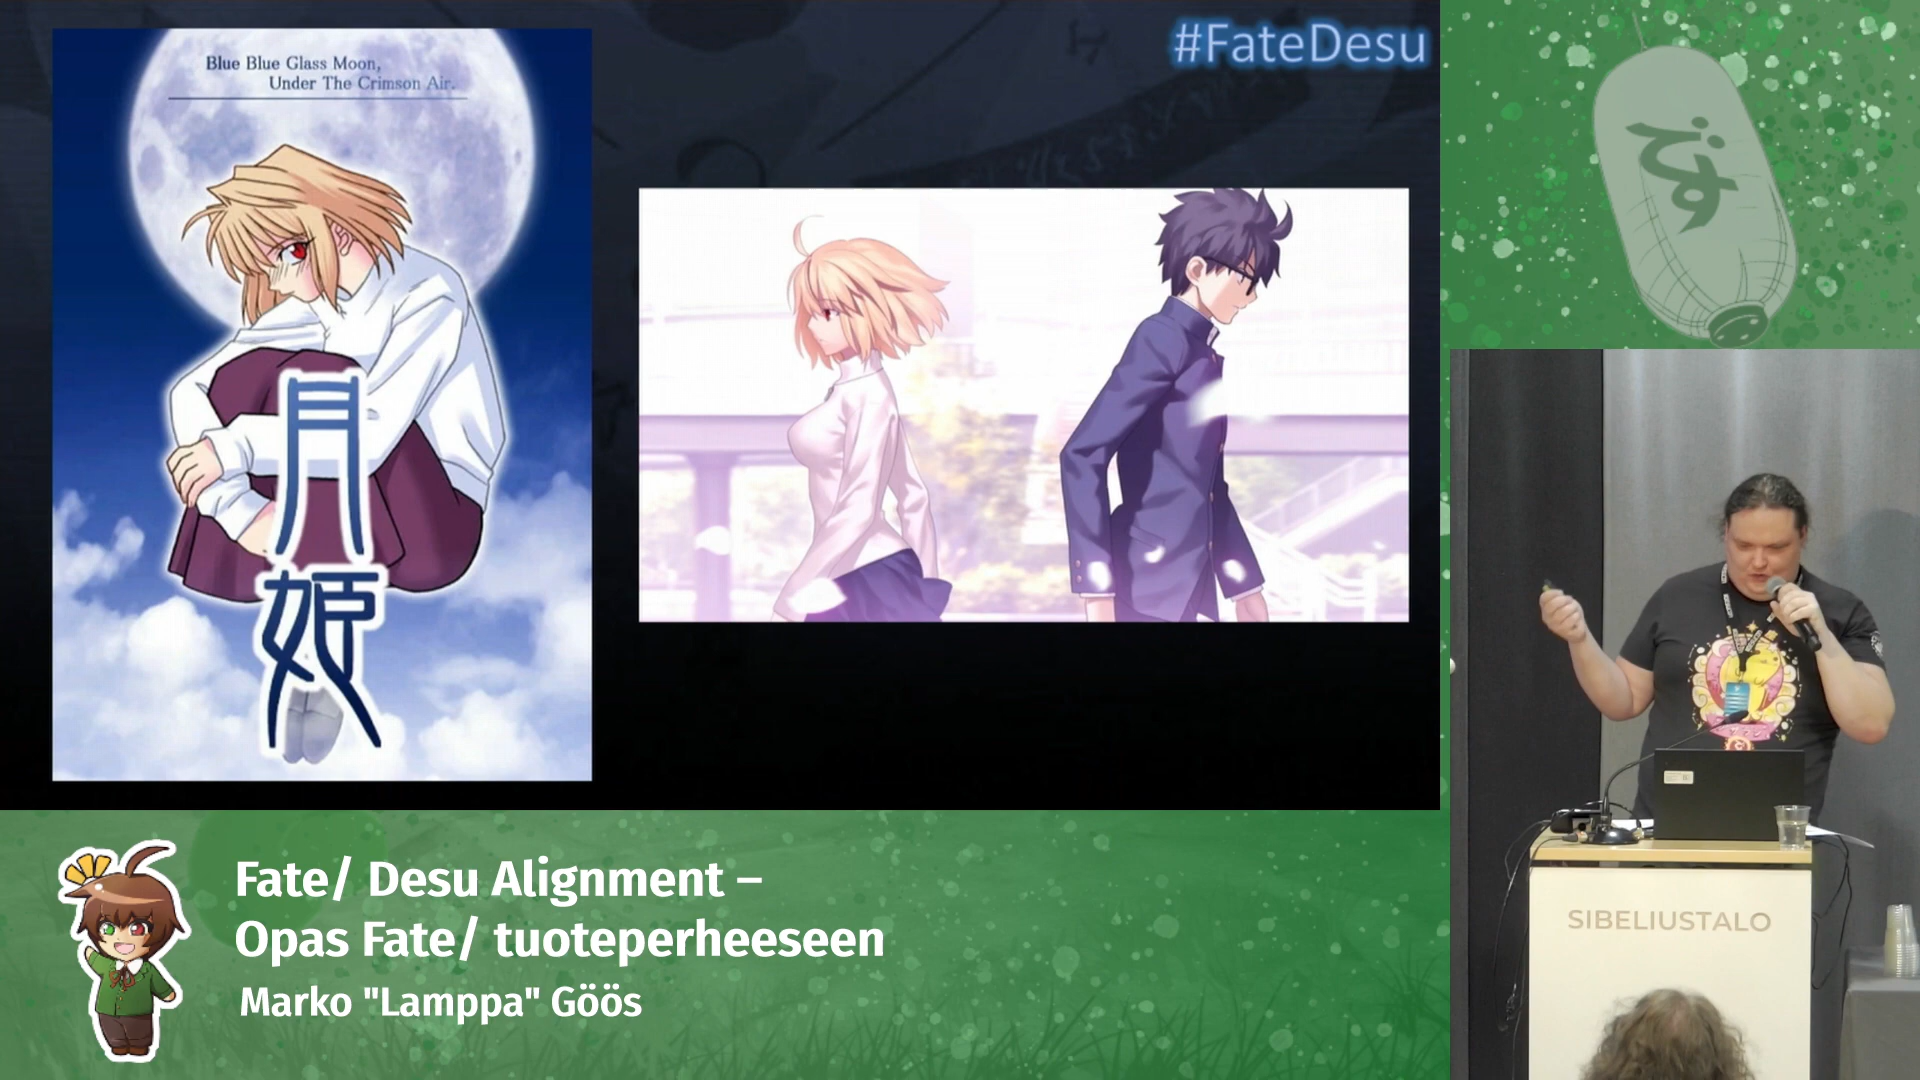 #FateDesu
Blue Blue Glass Moon,
Under The Crimson Air.
月姫
です
SIBELIUSTALO
Fate/ Desu Alignment –
Opas Fate/ tuoteperheeseen
Marko "Lamppa" Göös